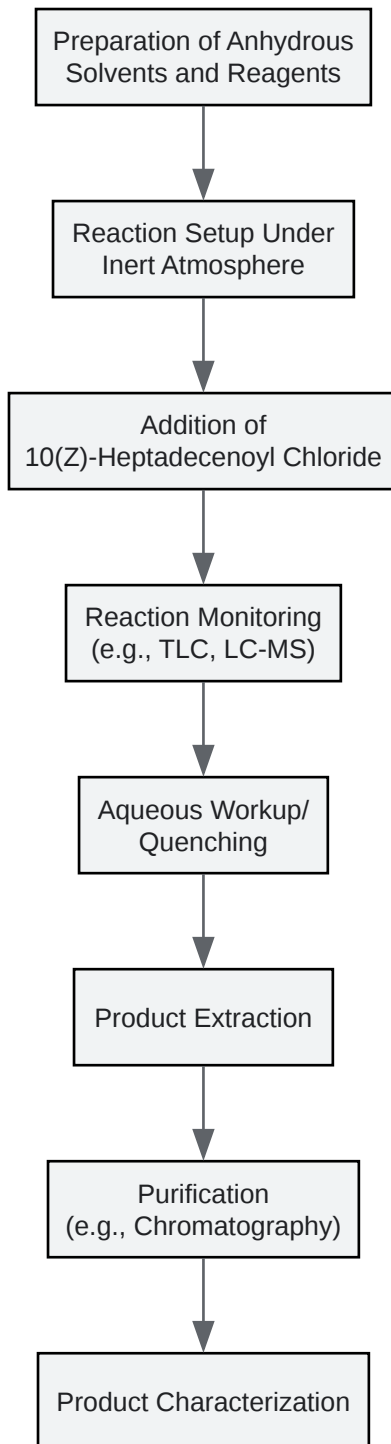 Preparation of Anhydrous
Solvents and Reagents
Reaction Setup Under
Inert Atmosphere
Addition of
10(Z)-Heptadecenoyl Chloride
Reaction Monitoring
(e.g., TLC, LC-MS)
Aqueous Workup/
Quenching
Product Extraction
Purification
(e.g., Chromatography)
Product Characterization